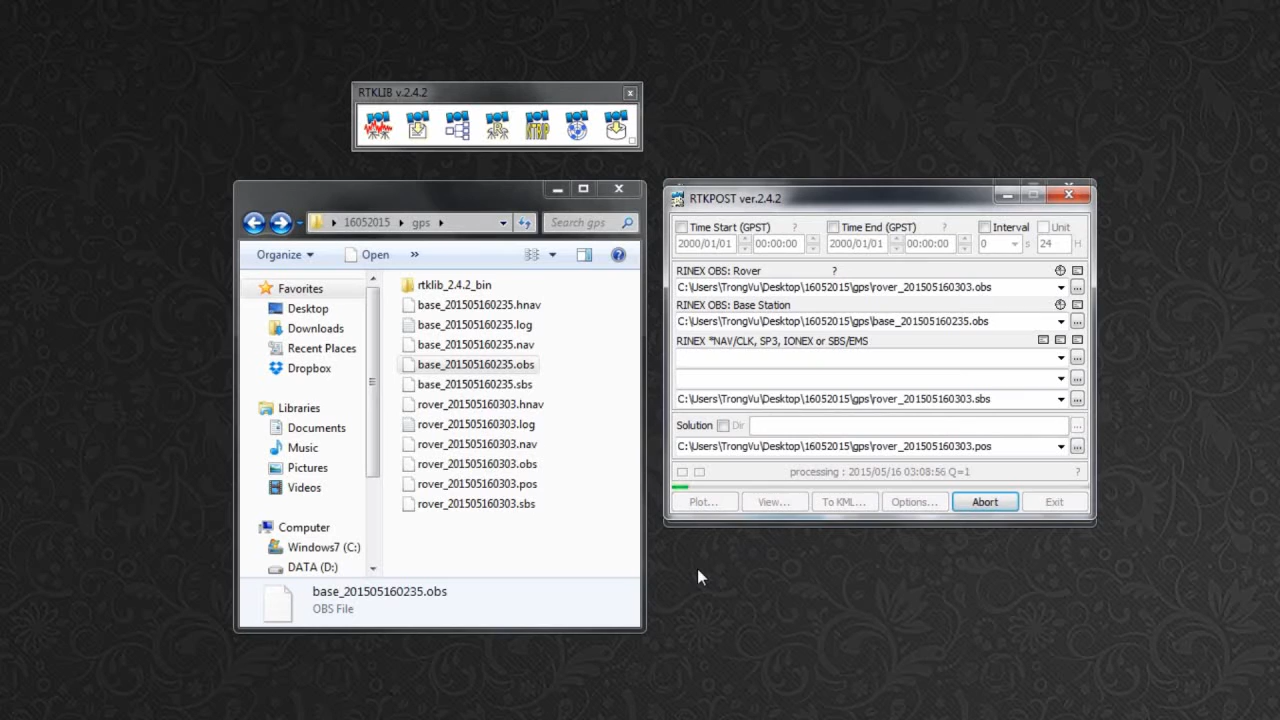 RTKLIB v.2.4.2
x
NTRIP
16052015
gps
Search gps
Organize
Open
»
Favorites
Desktop
Downloads
Recent Places
Dropbox
Libraries
Documents
Music
Pictures
Videos
Computer
Windows7 (C:)
DATA (D:)
rtklib_2.4.2_bin
base_201505160235.hnav
base_201505160235.log
base_201505160235.nav
base_201505160235.obs
base_201505160235.sbs
rover_201505160303.hnav
rover_201505160303.log
rover_201505160303.nav
rover_201505160303.obs
rover_201505160303.pos
rover_201505160303.sbs
base_201505160235.obs
OBS File
RTKPOST ver.2.4.2
Time Start (GPST) ? Time End (GPST) ? Interval Unit
2000/01/01 00:00:00 2000/01/01 00:00:00 0 s 24 H
RINEX OBS: Rover ?
C:\Users\TrongVu\Desktop\16052015\gps\rover_201505160303.obs ...
RINEX OBS: Base Station
C:\Users\TrongVu\Desktop\16052015\gps\base_201505160235.obs ...
RINEX *NAV/CLK, SP3, IONEX or SBS/EMS
...
...
C:\Users\TrongVu\Desktop\16052015\gps\rover_201505160303.sbs ...
Solution Dir ...
C:\Users\TrongVu\Desktop\16052015\gps\rover_201505160303.pos ...
processing : 2015/05/16 03:08:56 Q=1 ?
Plot... View... To KML... Options... Abort Exit